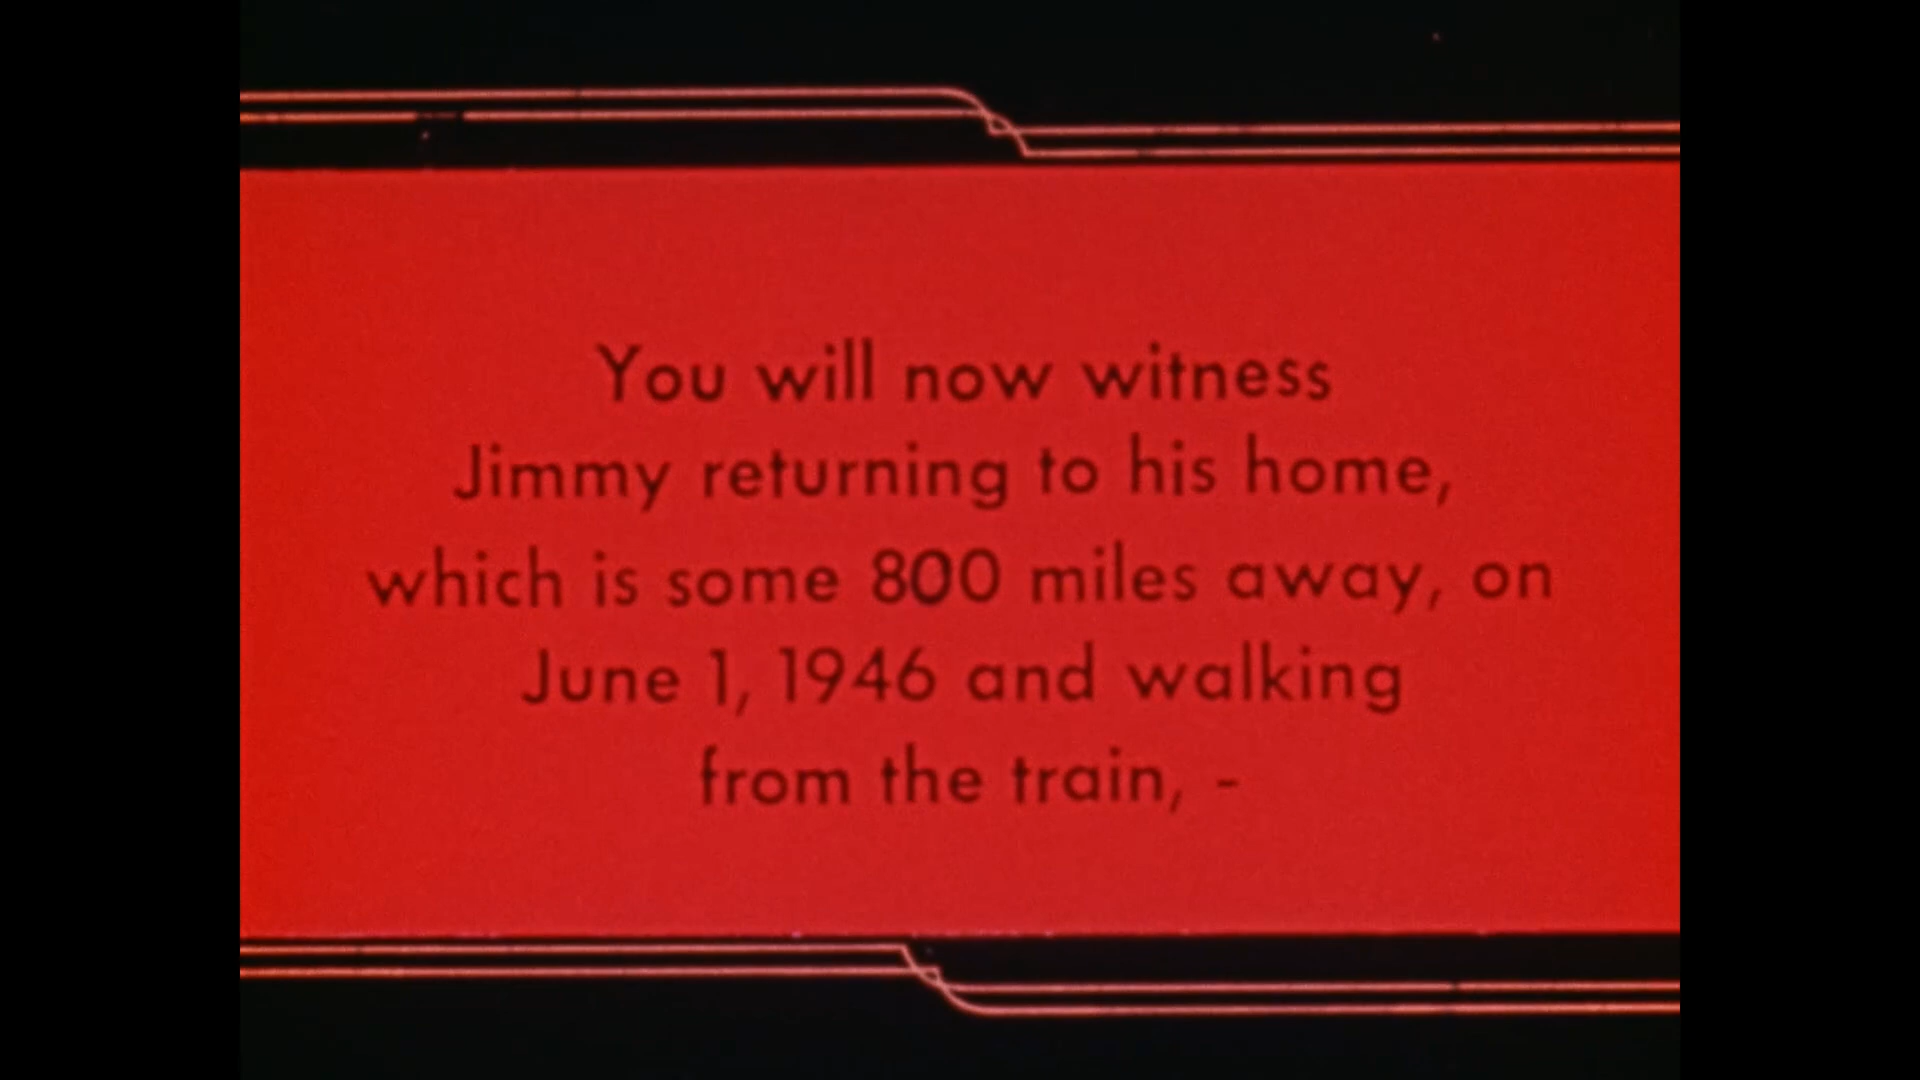 You will now witness
Jimmy returning to his home,
which is some 800 miles away, on
June 1, 1946 and walking
from the train, -